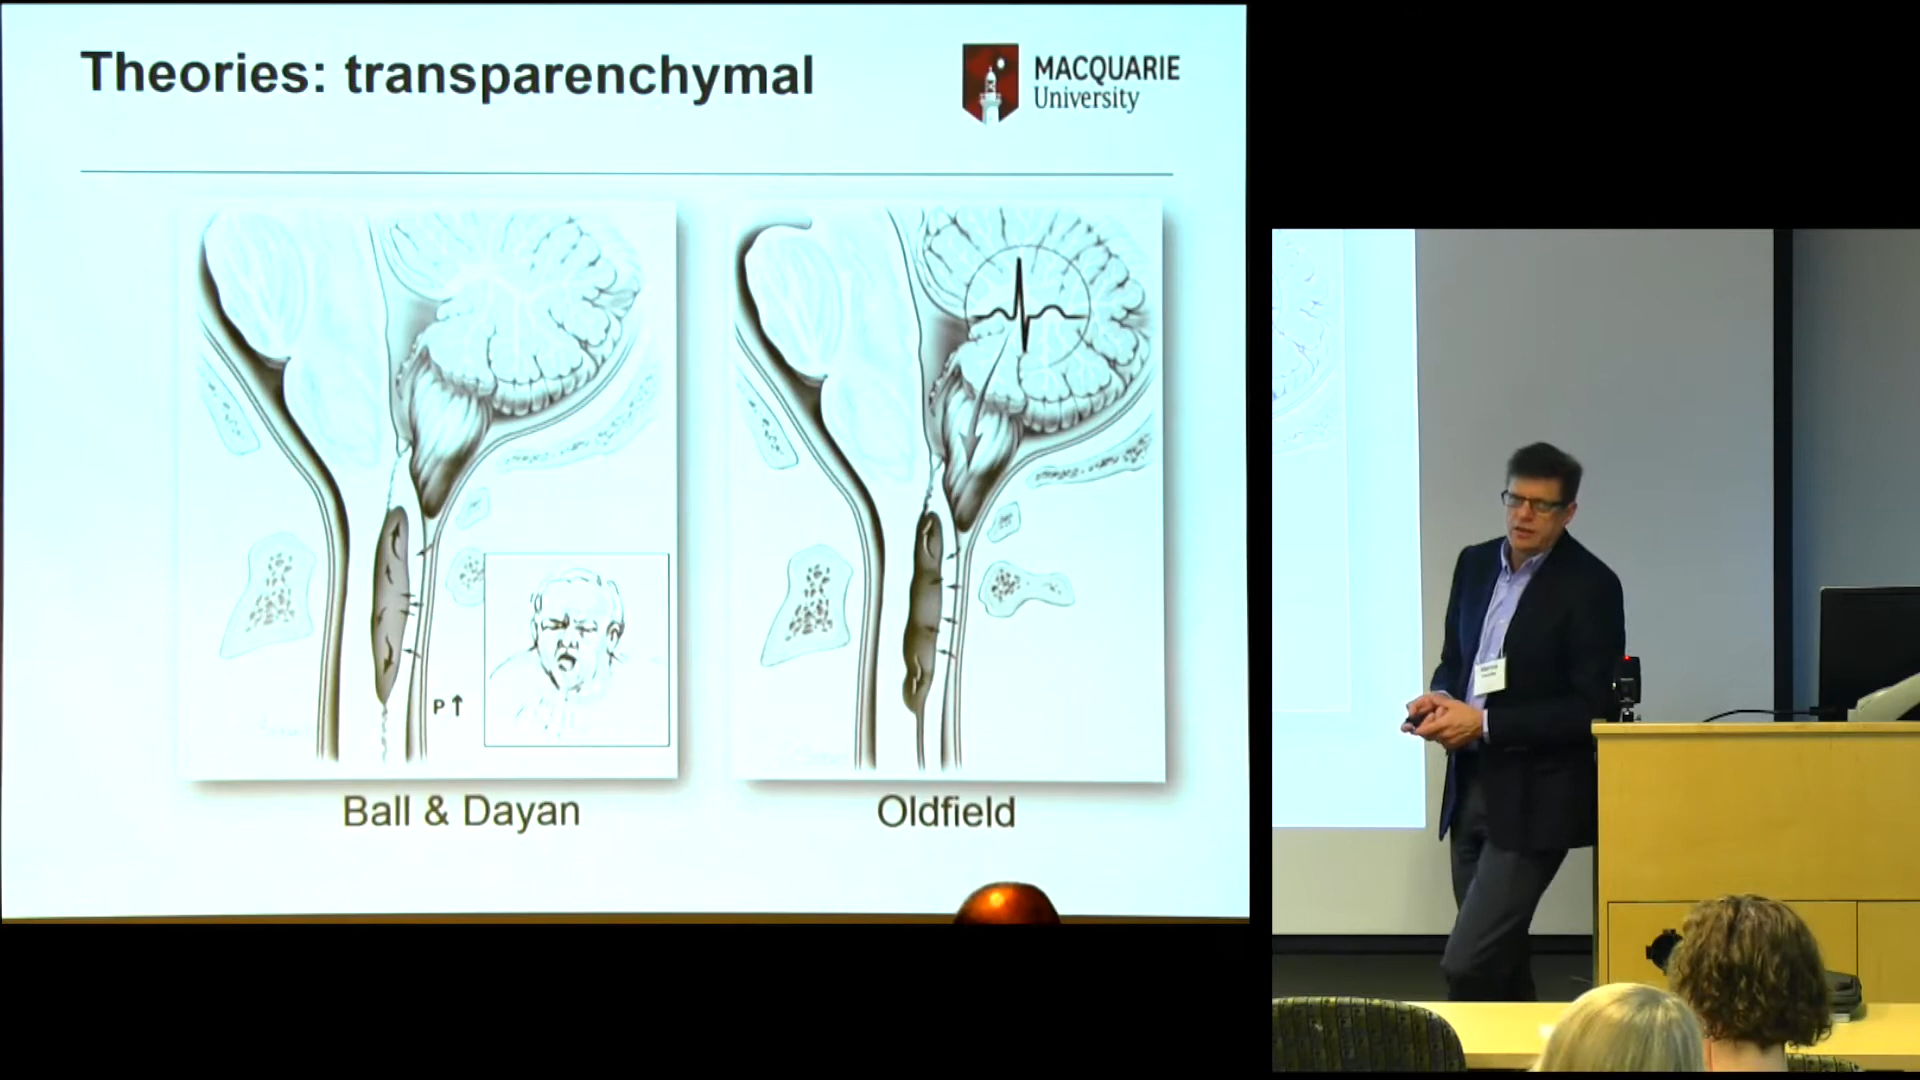 Theories: transparenchymal
MACQUARIE
University
P↑
Ball & Dayan
Oldfield